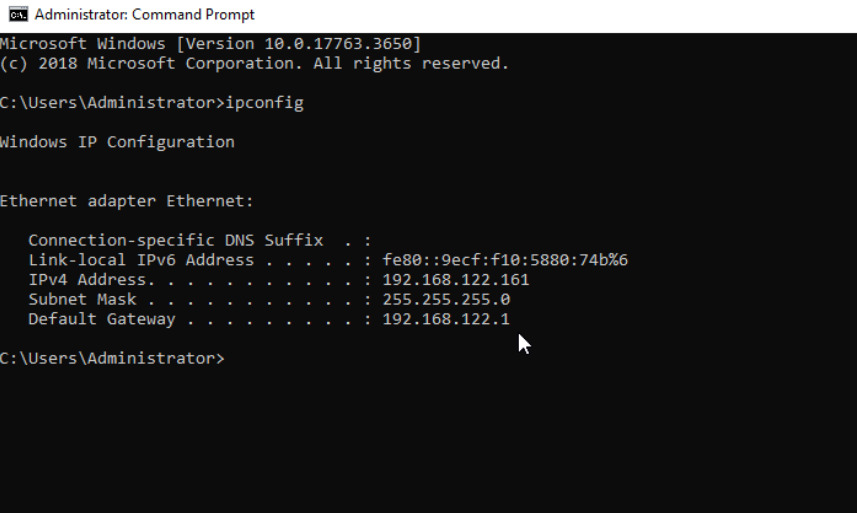 Administrator: Command Prompt
Microsoft Windows [Version 10.0.17763.3650]
(c) 2018 Microsoft Corporation. All rights reserved.
C:\Users\Administrator>ipconfig
Windows IP Configuration
Ethernet adapter Ethernet:
Connection-specific DNS Suffix  . :
Link-local IPv6 Address . . . . . : fe80::9ecf:f10:5880:74b%6
IPv4 Address. . . . . . . . . . . : 192.168.122.161
Subnet Mask . . . . . . . . . . . : 255.255.255.0
Default Gateway . . . . . . . . . : 192.168.122.1
C:\Users\Administrator>